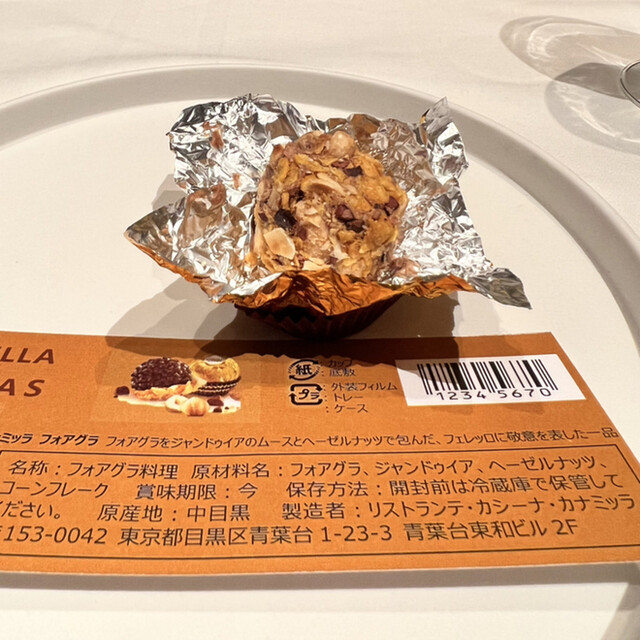 ELLA
AS
紙
カップ
:底敷
プラ
:外装フィルム
:トレー
:ケース
1234 5670
ミッラ フォアグラ フォアグラをジャンドゥイアのムースとヘーゼルナッツで包んだ、フェレッロに敬意を表した一品
名称:フォアグラ料理 原材料名:フォアグラ、ジャンドゥイア、ヘーゼルナッツ、
コーンフレーク 賞味期限:今 保存方法:開封前は冷蔵庫で保管して
ください。 原産地:中目黒 製造者:リストランテ・カシーナ・カナミッラ
153-0042 東京都目黒区青葉台 1-23-3 青葉台東和ビル 2F